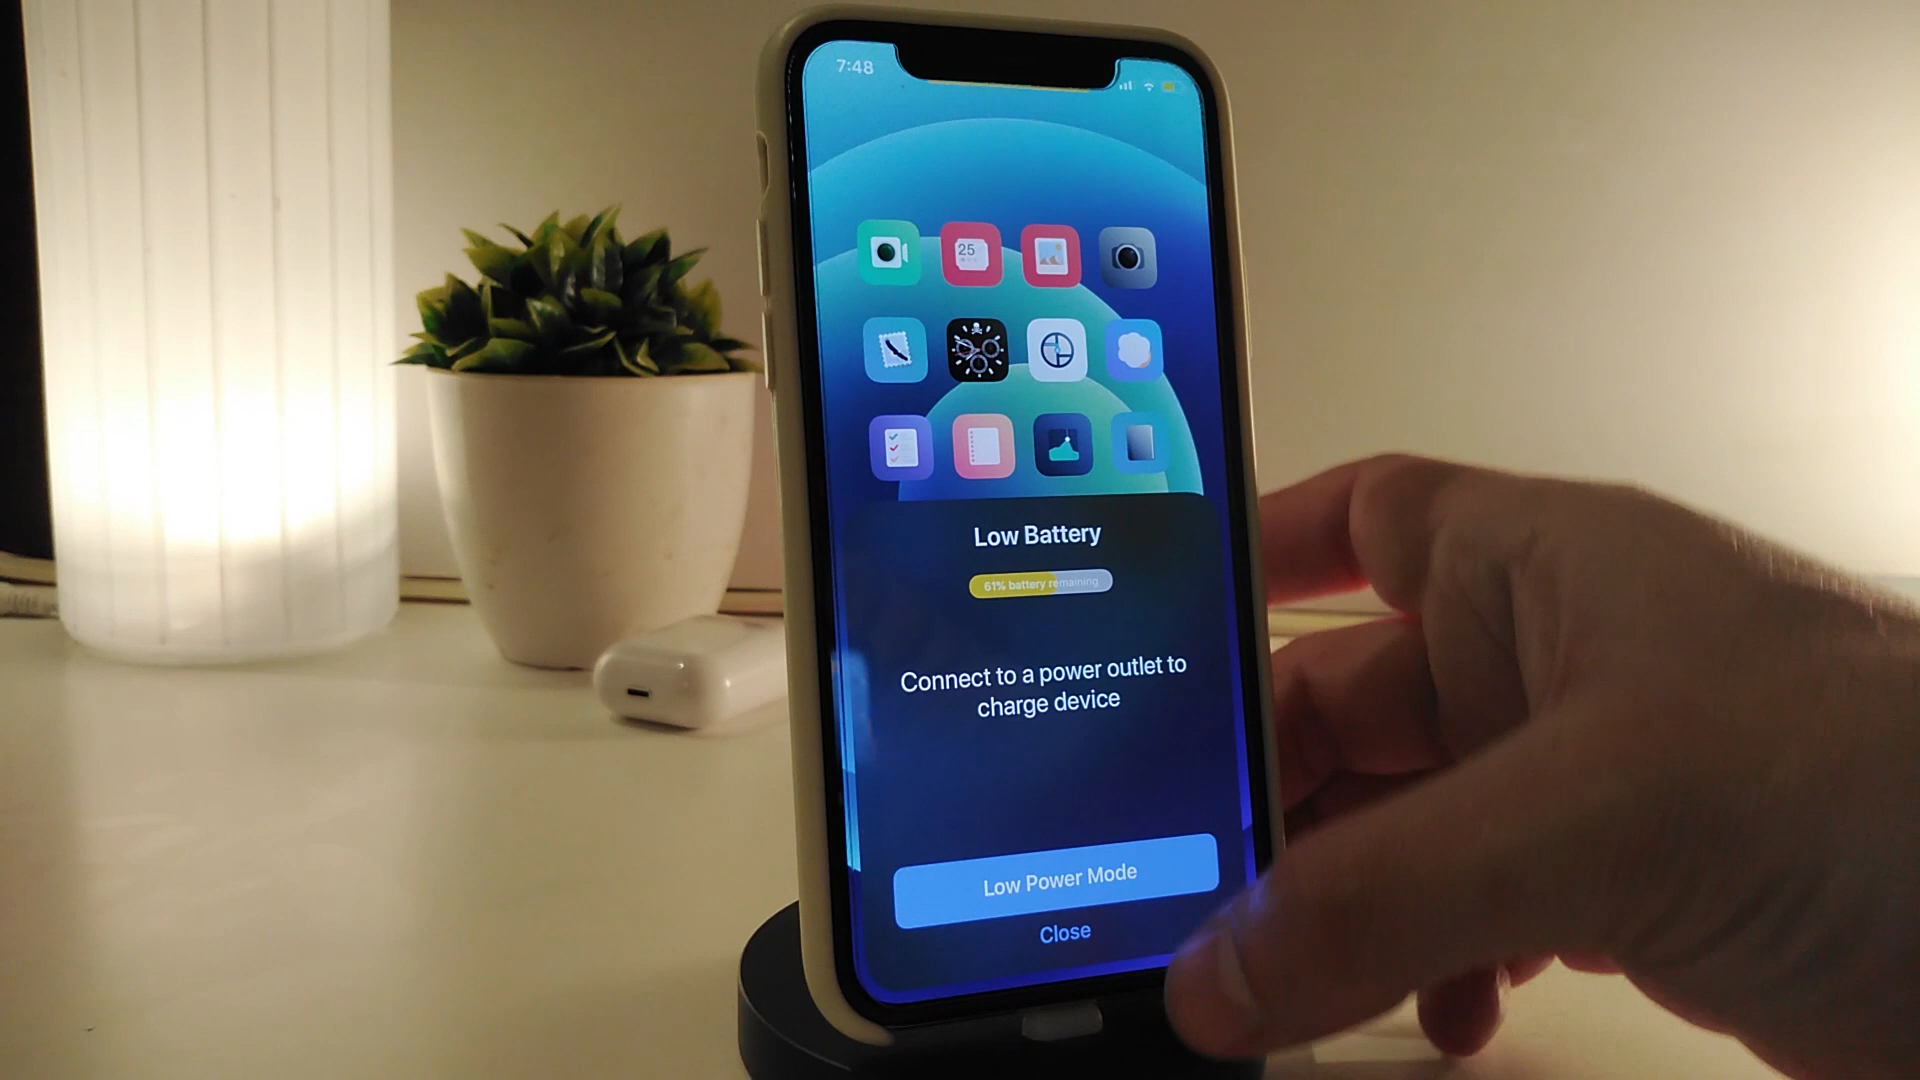 7:48
25
Low Battery
61% battery remaining
Connect to a power outlet to
charge device
Low Power Mode
Close